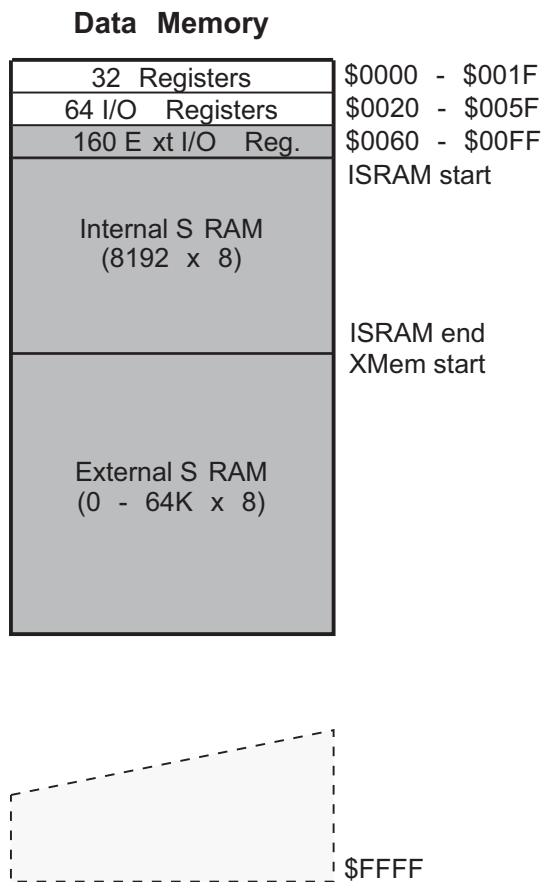 Data Memory
32 Registers
$0000 - $001F
64 I/O Registers
$0020 - $005F
160 E xt I/O Reg.
$0060 - $00FF
ISRAM start
Internal S RAM
(8192 x 8)
ISRAM end
XMem start
External S RAM
(0 - 64K x 8)
$FFFF